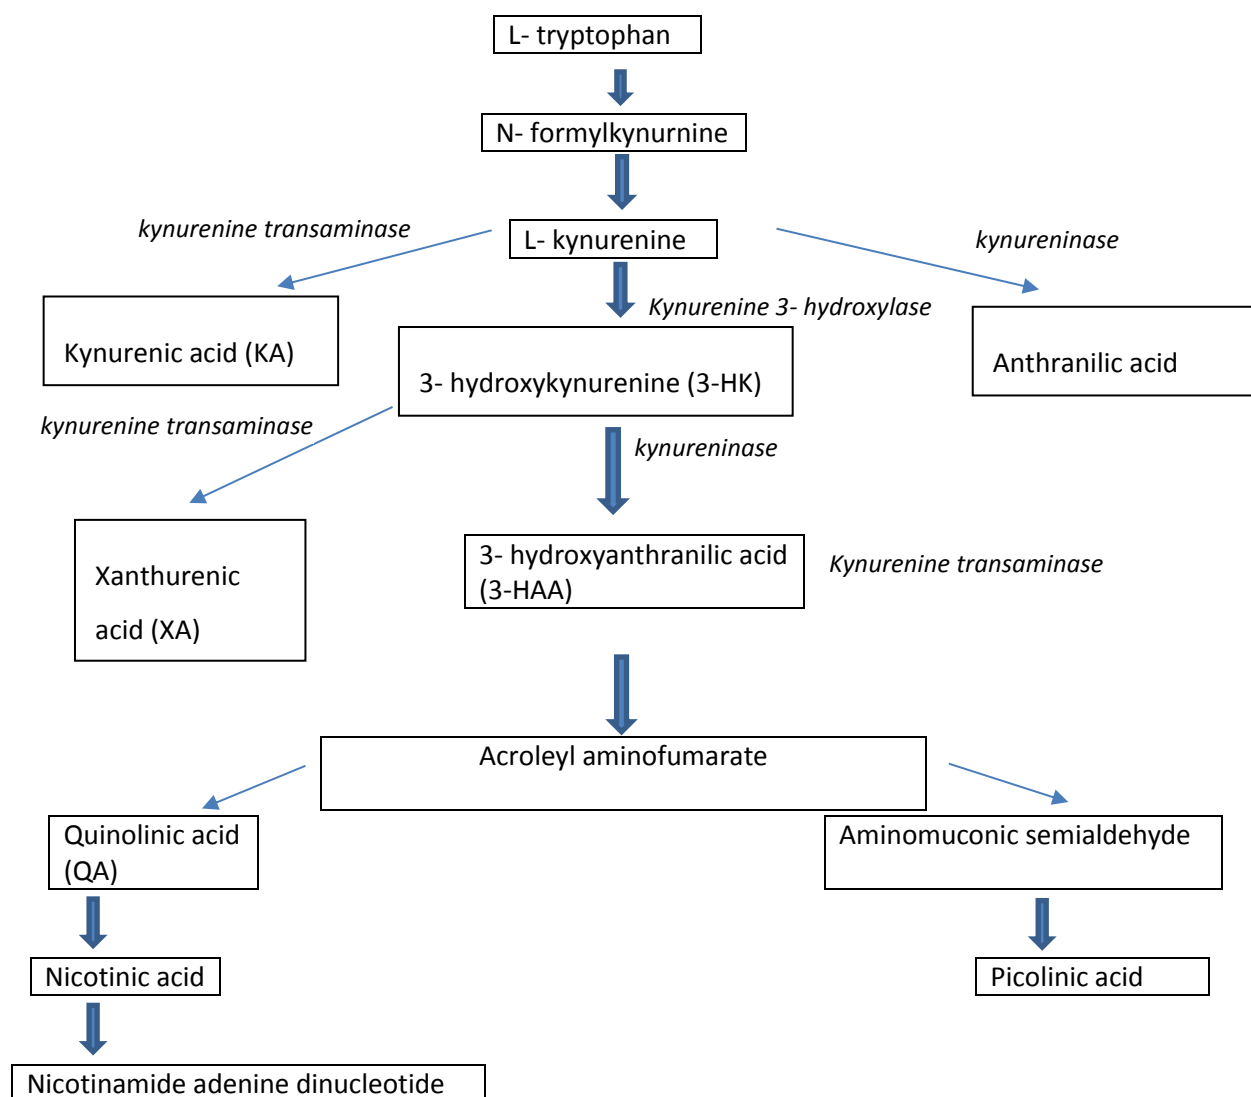 L- tryptophan
N- formylkynurnine
kynurenine transaminase
L- kynurenine
kynureninase
Kynurenine 3- hydroxylase
Kynurenic acid (KA)
3- hydroxykynurenine (3-HK)
Anthranilic acid
kynurenine transaminase
kynureninase
Xanthurenic
acid (XA)
3- hydroxyanthranilic acid
(3-HAA)
Kynurenine transaminase
Acroleyl aminofumarate
Quinolinic acid
(QA)
Aminomuconic semialdehyde
Nicotinic acid
Picolinic acid
Nicotinamide adenine dinucleotide